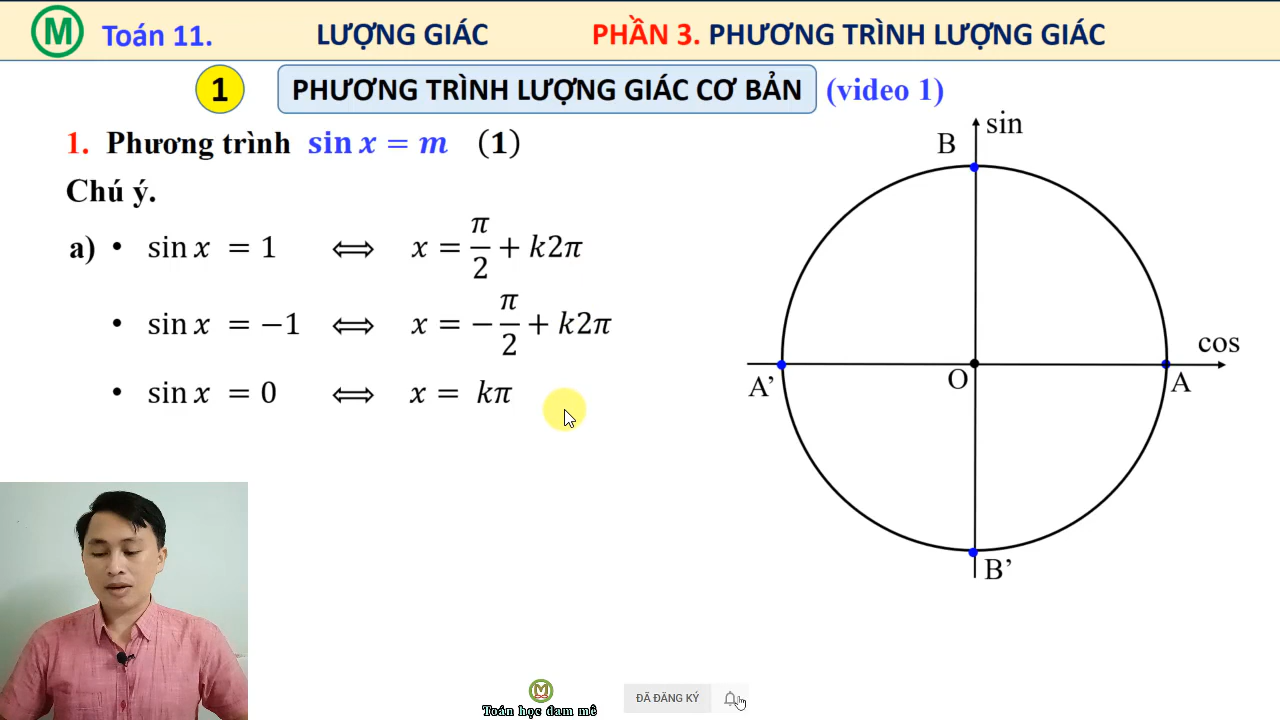 M Toán 11. LƯỢNG GIÁC PHẦN 3. PHƯƠNG TRÌNH LƯỢNG GIÁC
1 PHƯƠNG TRÌNH LƯỢNG GIÁC CƠ BẢN (video 1)
1. Phương trình sin x = m (1)
Chú ý.
a) • sin x = 1 ⟺ x = π/2 + k2π
• sin x = −1 ⟺ x = −π/2 + k2π
• sin x = 0 ⟺ x = kπ
sin
B
cos
A'
O
A
B'
M
Toán học đam mê
ĐÃ ĐĂNG KÝ